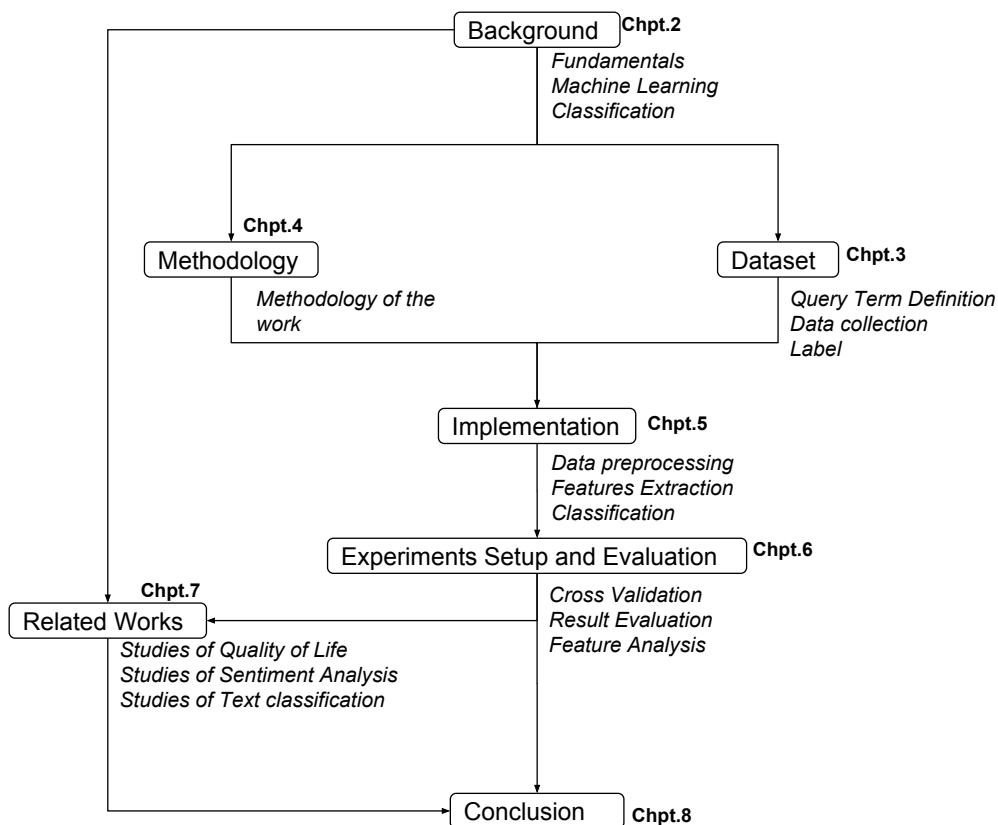 Background
Chpt.2
Fundamentals
Machine Learning
Classification
Chpt.4
Methodology
Methodology of the
work
Dataset
Chpt.3
Query Term Definition
Data collection
Label
Implementation
Chpt.5
Data preprocessing
Features Extraction
Classification
Experiments Setup and Evaluation
Chpt.6
Cross Validation
Result Evaluation
Feature Analysis
Chpt.7
Related Works
Studies of Quality of Life
Studies of Sentiment Analysis
Studies of Text classification
Conclusion
Chpt.8